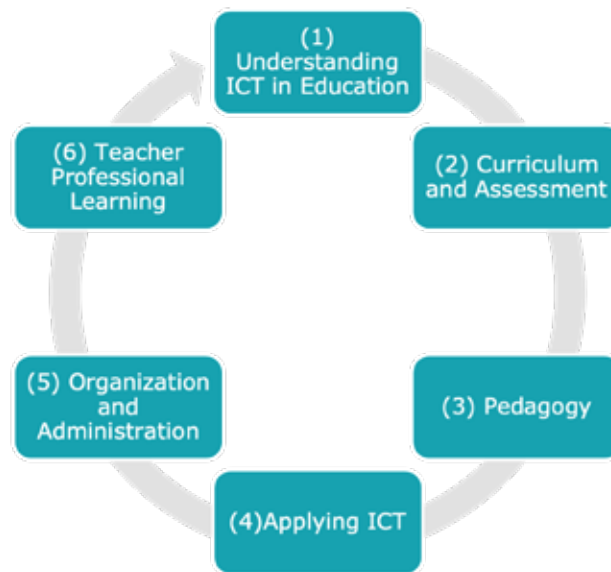 (1)
Understanding
ICT in Education
(2) Curriculum
and Assessment
(3) Pedagogy
(4)Applying ICT
(5) Organization
and
Administration
(6) Teacher
Professional
Learning